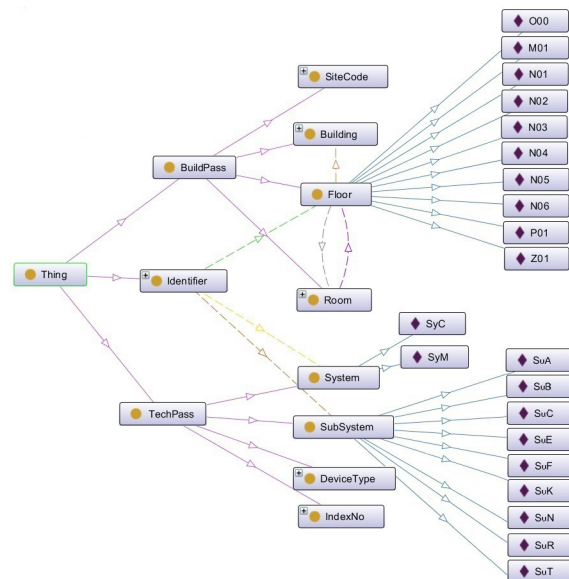 O00
M01
SiteCode
N01
N02
Building
N03
BuildPass
N04
Floor
N05
N06
P01
Z01
Thing
Identifier
Room
SyC
SyM
SuA
System
SuB
TechPass
SuC
SubSystem
SuE
SuF
DeviceType
SuK
IndexNo
SuN
SuR
SuT